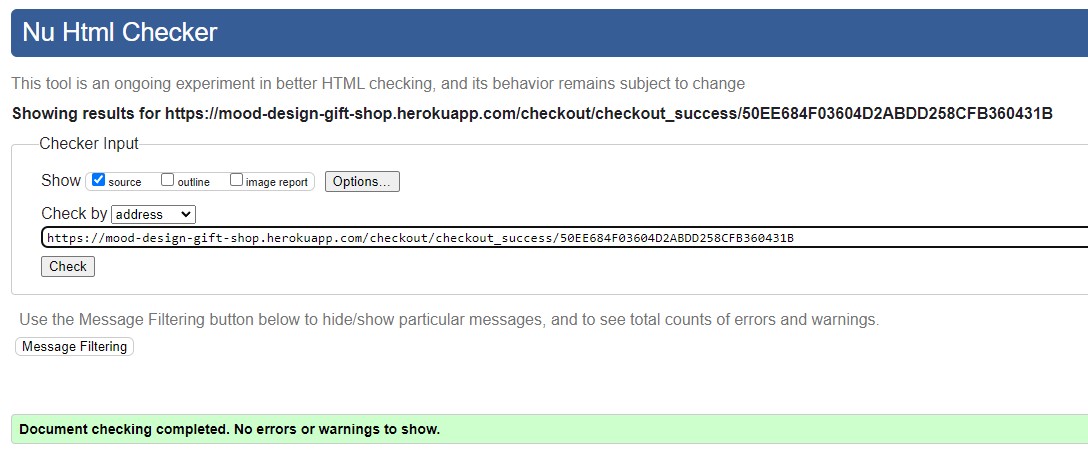 Nu Html Checker
This tool is an ongoing experiment in better HTML checking, and its behavior remains subject to change
Showing results for https://mood-design-gift-shop.herokuapp.com/checkout/checkout_success/50EE684F03604D2ABDD258CFB360431B
Checker Input
Show source outline image report Options...
Check by address
https://mood-design-gift-shop.herokuapp.com/checkout/checkout_success/50EE684F03604D2ABDD258CFB360431B
Check
Use the Message Filtering button below to hide/show particular messages, and to see total counts of errors and warnings.
Message Filtering
Document checking completed. No errors or warnings to show.